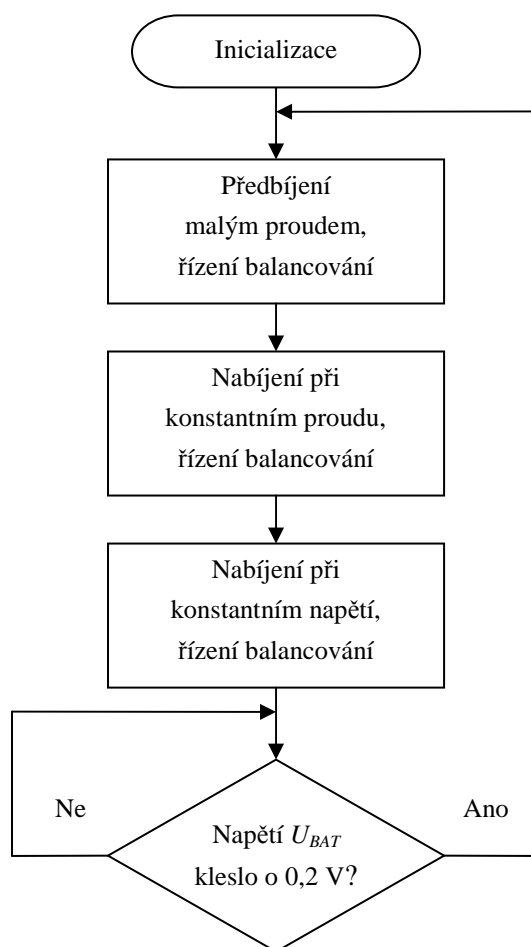 Inicializace
Předbíjení
malým proudem,
řízení balancování
Nabíjení při
konstantním proudu,
řízení balancování
Nabíjení při
konstantním napětí,
řízení balancování
Ne
Ano
Napětí UBAT
kleslo o 0,2 V?